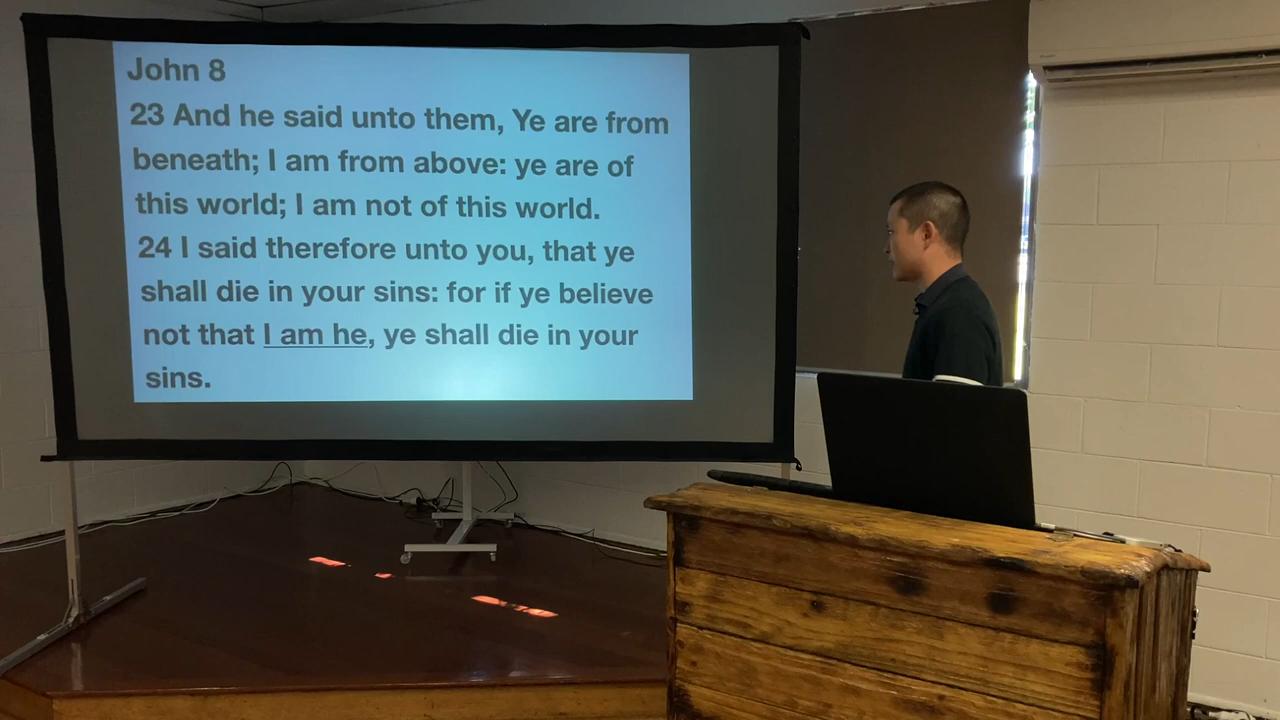 John 8
23 And he said unto them, Ye are from
beneath; I am from above: ye are of
this world; I am not of this world.
24 I said therefore unto you, that ye
shall die in your sins: for if ye believe
not that I am he, ye shall die in your
sins.